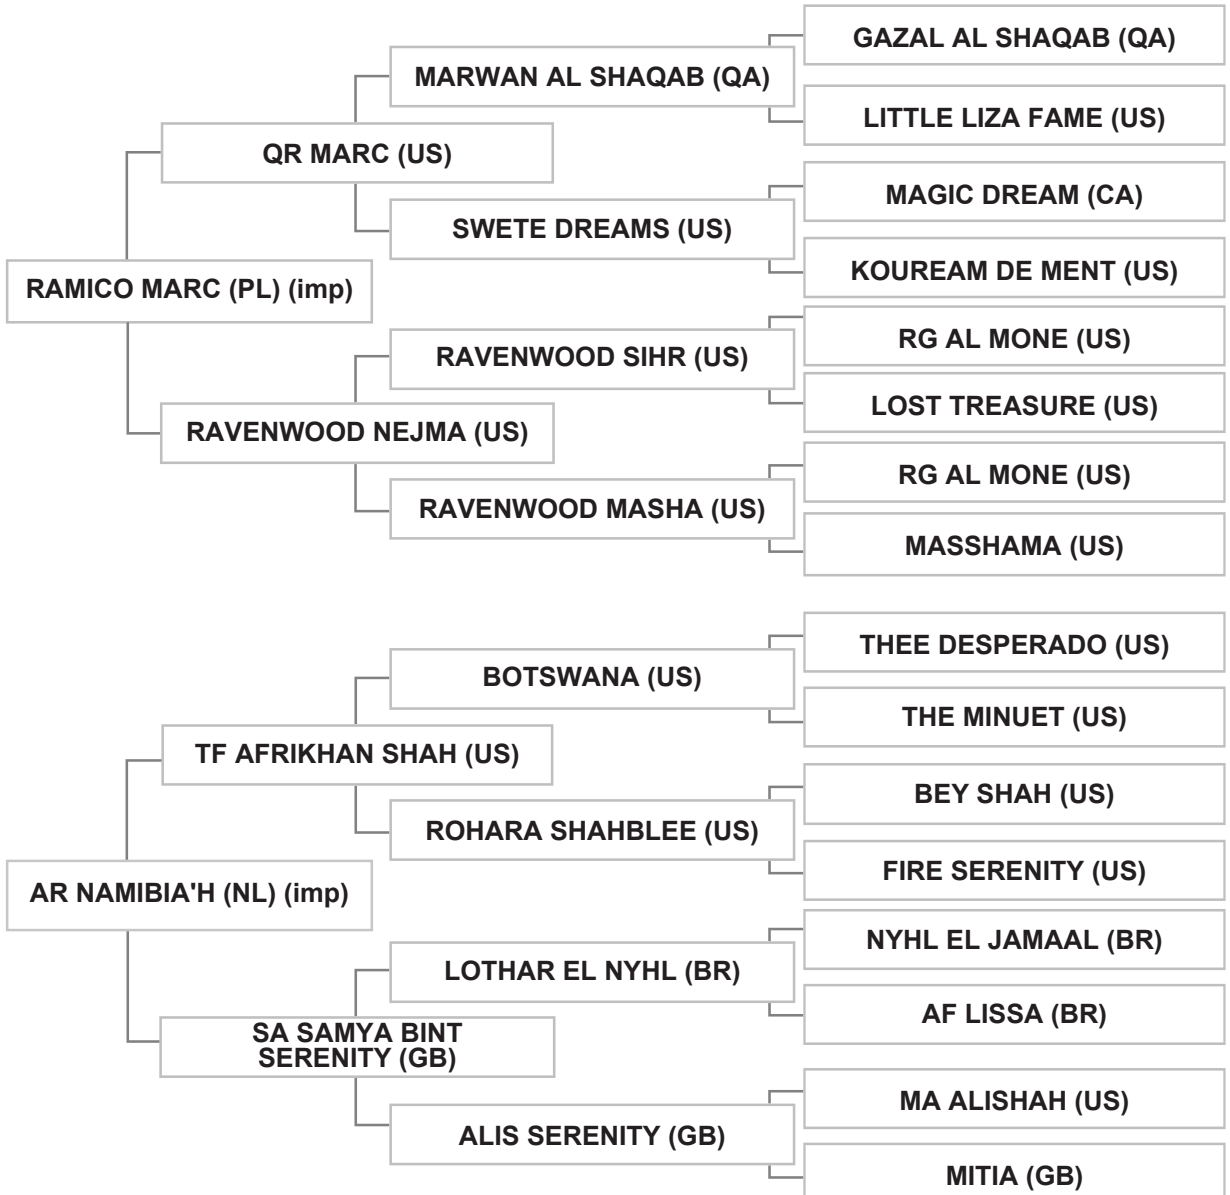 GAZAL AL SHAQAB (QA)
MARWAN AL SHAQAB (QA)
LITTLE LIZA FAME (US)
QR MARC (US)
MAGIC DREAM (CA)
SWETE DREAMS (US)
KOUREAM DE MENT (US)
RAMICO MARC (PL) (imp)
RG AL MONE (US)
RAVENWOOD SIHR (US)
LOST TREASURE (US)
RAVENWOOD NEJMA (US)
RG AL MONE (US)
RAVENWOOD MASHA (US)
MASSHAMA (US)
THEE DESPERADO (US)
BOTSWANA (US)
THE MINUET (US)
TF AFRIKHAN SHAH (US)
BEY SHAH (US)
ROHARA SHAHBLEE (US)
FIRE SERENITY (US)
AR NAMIBIA'H (NL) (imp)
NYHL EL JAMAAL (BR)
LOTHAR EL NYHL (BR)
AF LISSA (BR)
SA SAMYA BINT
SERENITY (GB)
MA ALISHAH (US)
ALIS SERENITY (GB)
MITIA (GB)